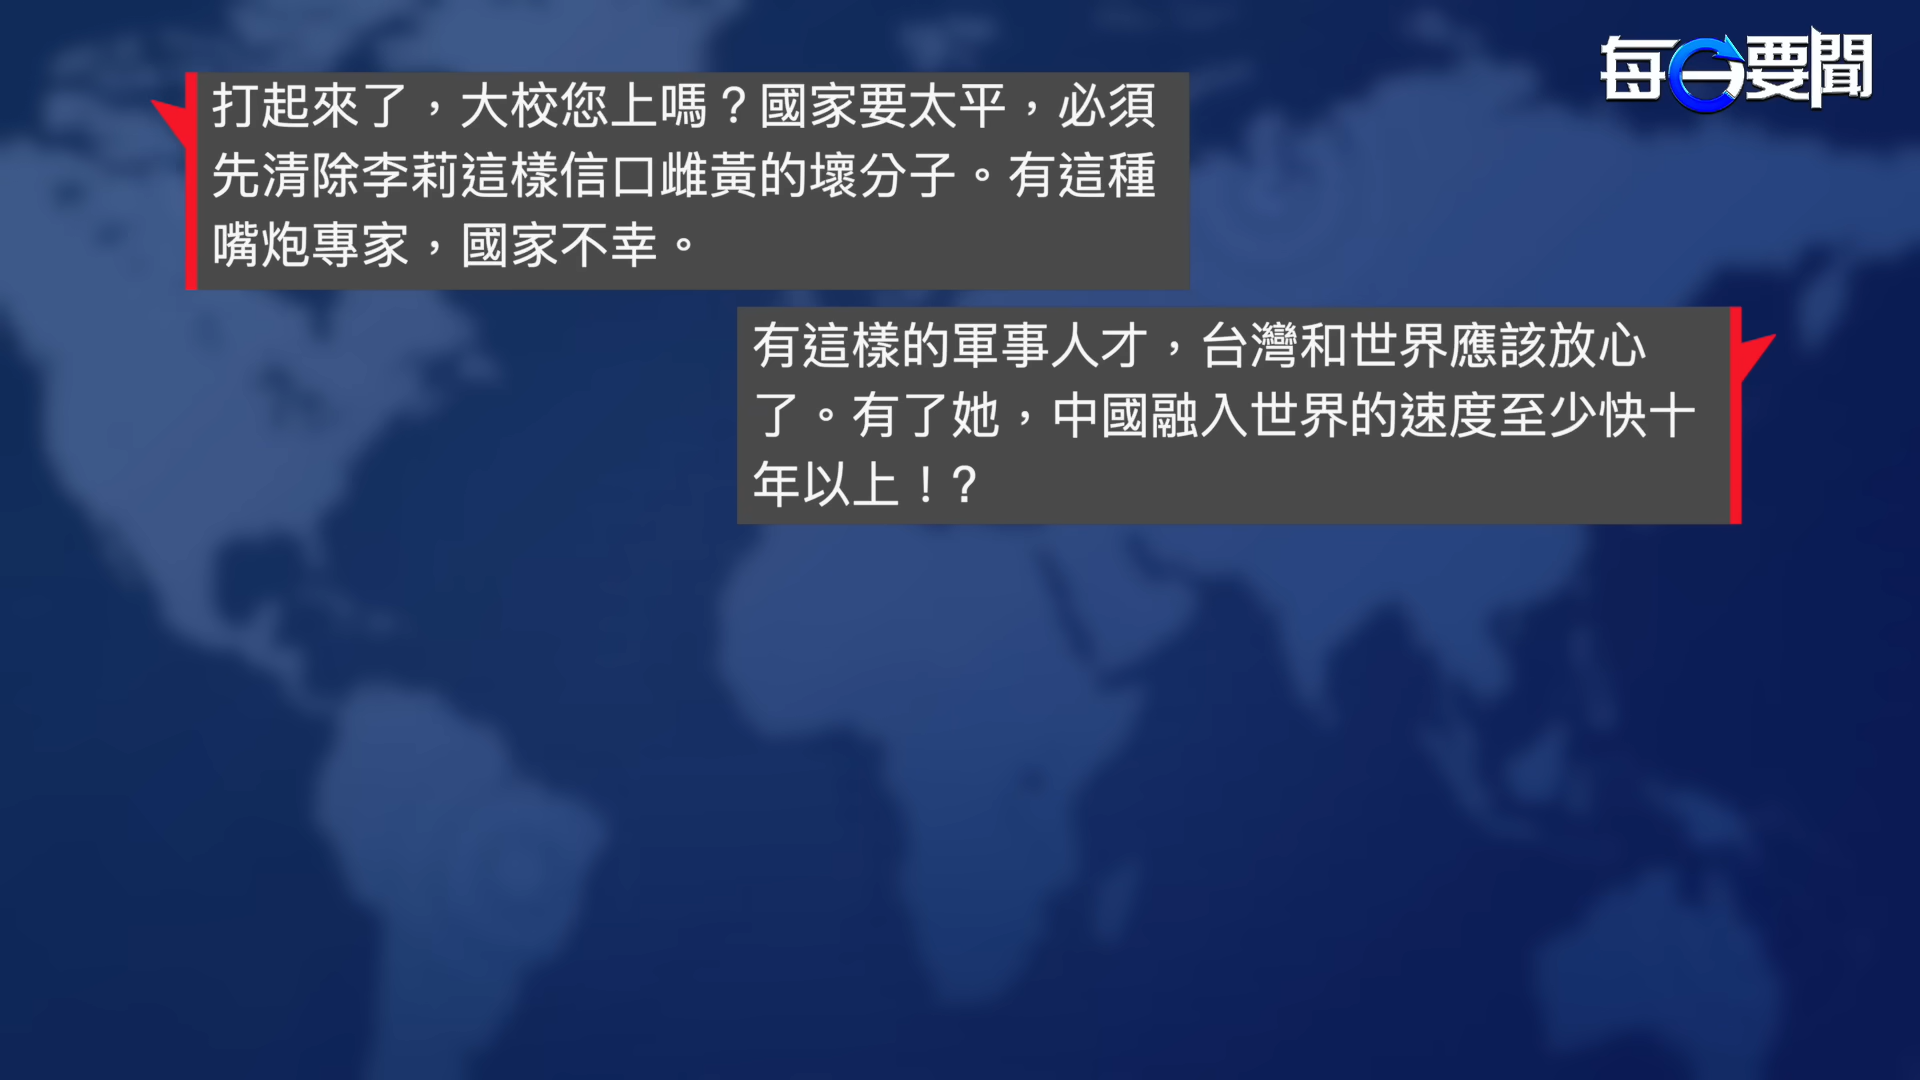 每日要聞
打起來了，大校您上嗎？國家要太平，必須
先清除李莉這樣信口雌黃的壞分子。有這種
嘴炮專家，國家不幸。
有這樣的軍事人才，台灣和世界應該放心
了。有了她，中國融入世界的速度至少快十
年以上！?